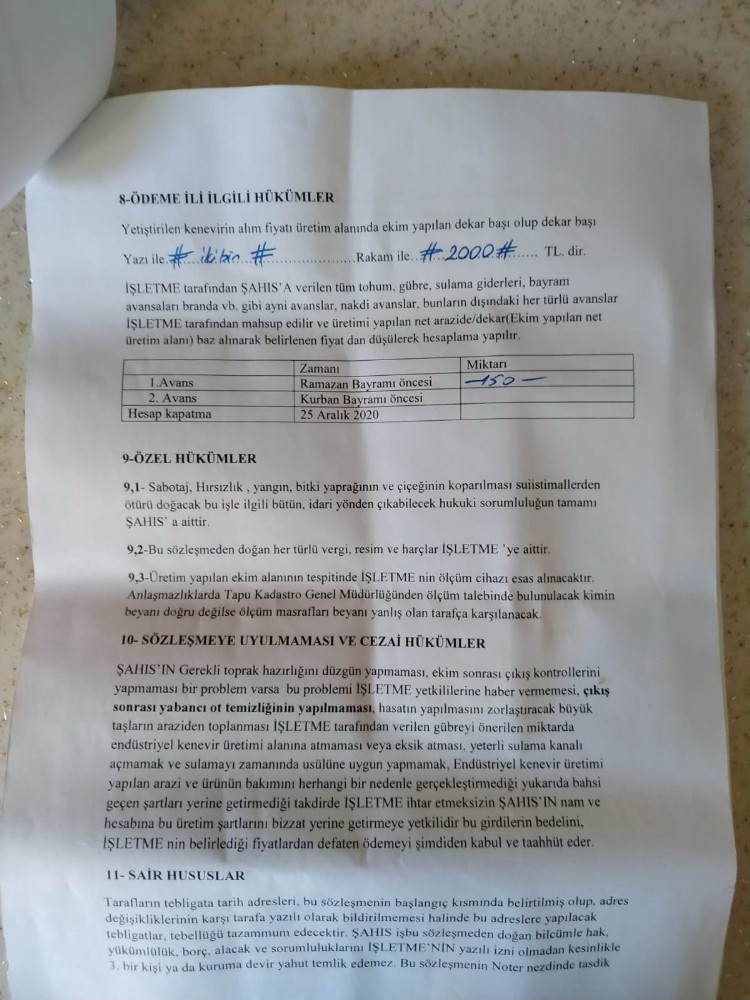 8-ÖDEME İLİ İLGİLİ HÜKÜMLER
Yetiştirilen kenevirin alım fiyatı üretim alanında ekim yapılan dekar başı olup dekar başı
Yazı ile.#....iki bin # ........................Rakam ile..# 2000#....... TL. dir.
İŞLETME tarafından ŞAHIS'A verilen tüm tohum, gübre, sulama giderleri, bayram
avansaları branda vb. gibi ayni avanslar, nakdi avanslar, bunların dışındaki her türlü avanslar
İŞLETME tarafından mahsup edilir ve üretimi yapılan net arazide/dekar(Ekim yapılan net
üretim alanı) baz alınarak belirlenen fiyat dan düşülerek hesaplama yapılır.
Zamanı Miktarı
1.Avans Ramazan Bayramı öncesi -150-
2. Avans Kurban Bayramı öncesi
Hesap kapatma 25 Aralık 2020
9-ÖZEL HÜKÜMLER
9,1- Sabotaj, Hırsızlık , yangın, bitki yaprağının ve çiçeğinin koparılması suiistimallerden
ötürü doğacak bu işle ilgili bütün, idari yönden çıkabilecek hukuki sorumluluğun tamamı
ŞAHIS' a aittir.
9,2-Bu sözleşmeden doğan her türlü vergi, resim ve harçlar İŞLETME 'ye aittir.
9,3-Üretim yapılan ekim alanının tespitinde İŞLETME nin ölçüm cihazı esas alınacaktır.
Anlaşmazlıklarda Tapu Kadastro Genel Müdürlüğünden ölçüm talebinde bulunulacak kimin
beyanı doğru değilse ölçüm masrafları beyanı yanlış olan tarafça karşılanacak.
10- SÖZLEŞMEYE UYULMAMASI VE CEZAİ HÜKÜMLER
ŞAHIS'IN Gerekli toprak hazırlığını düzgün yapmaması, ekim sonrası çıkış kontrollerini
yapmaması bir problem varsa bu problemi İŞLETME yetkililerine haber vermemesi, çıkış
sonrası yabancı ot temizliğinin yapılmaması, hasatın yapılmasını zorlaştıracak büyük
taşların araziden toplanması İŞLETME tarafından verilen gübreyi önerilen miktarda
endüstriyel kenevir üretimi alanına atmaması veya eksik atması, yeterli sulama kanalı
açmamak ve sulamayı zamanında usülüne uygun yapmamak, Endüstriyel kenevir üretimi
yapılan arazi ve ürünün bakımını herhangi bir nedenle gerçekleştirmediği yukarıda bahsi
geçen şartları yerine getirmediği takdirde İŞLETME ihtar etmeksizin ŞAHIS'IN nam ve
hesabına bu üretim şartlarını bizzat yerine getirmeye yetkilidir bu girdilerin bedelini,
İŞLETME nin belirlediği fiyatlardan defaten ödemeyi şimdiden kabul ve taahhüt eder.
11- SAİR HUSUSLAR
Tarafların tebligata tarih adresleri, bu sözleşmenin başlangıç kısmında belirtilmiş olup, adres
değişikliklerinin karşı tarafa yazılı olarak bildirilmemesi halinde bu adreslere yapılacak
tebligatlar, tebellüğü tazammum edecektir. ŞAHIS işbu sözleşmeden doğan bilcümle hak,
yükümlülük, borç, alacak ve sorumluluklarını İŞLETME'NİN yazılı izni olmadan kesinlikle
3. bir kişi ya da kuruma devir yahut temlik edemez. Bu sözleşmenin Noter nezdinde tasdik